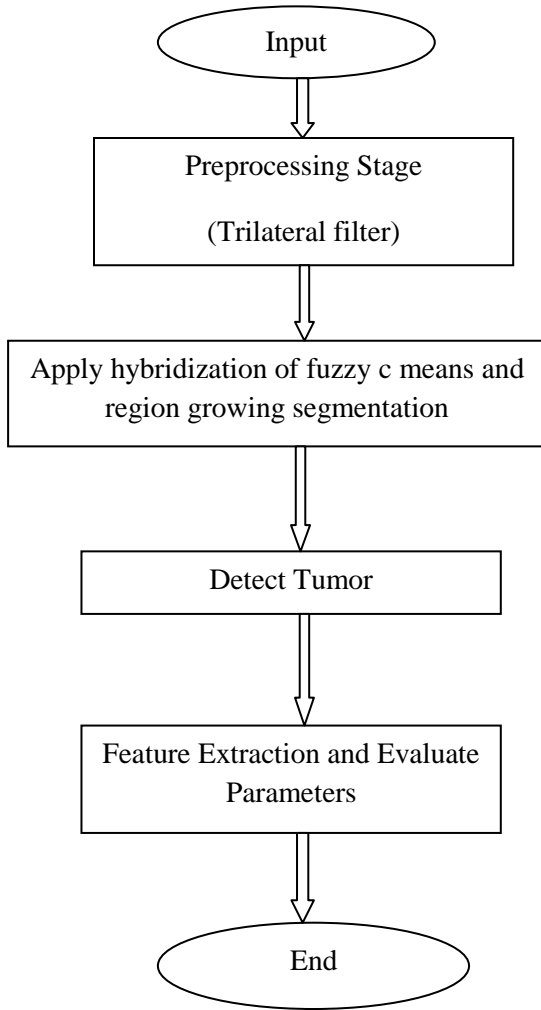 Input
Preprocessing Stage
(Trilateral filter)
Apply hybridization of fuzzy c means and
region growing segmentation
Detect Tumor
Feature Extraction and Evaluate
Parameters
End